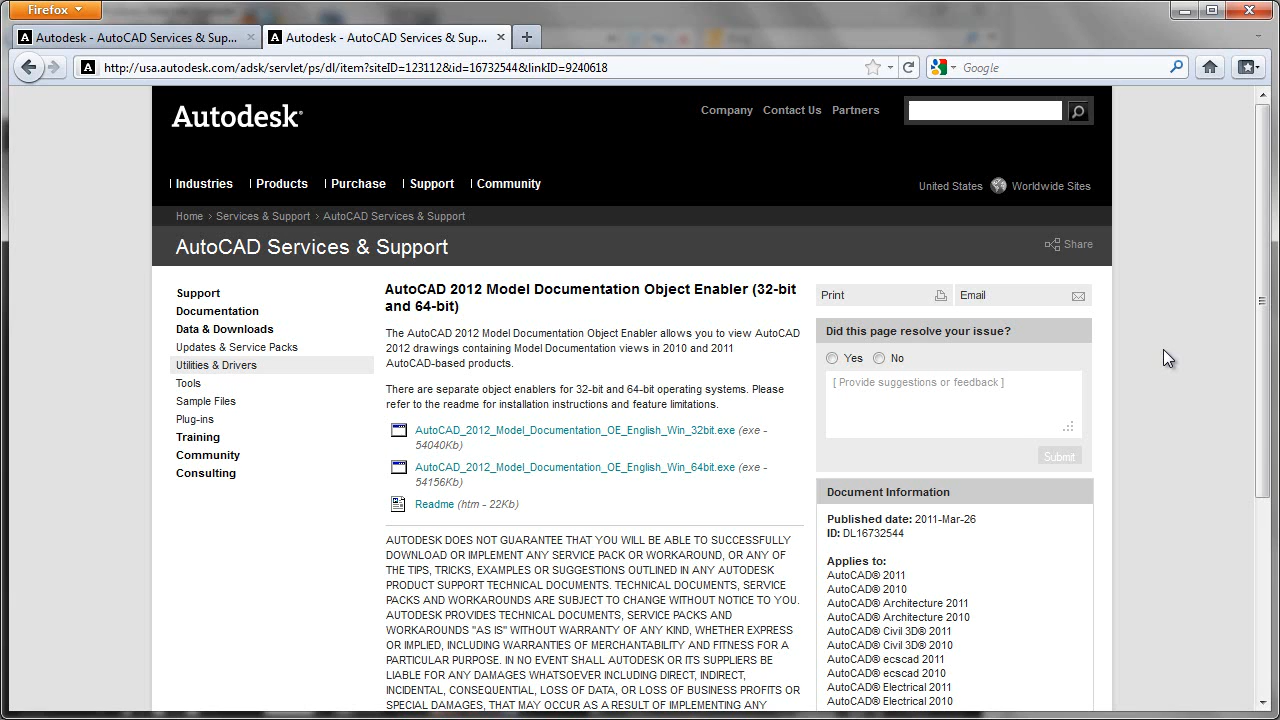 Firefox
Autodesk - AutoCAD Services & Sup...
Autodesk - AutoCAD Services & Sup...
http://usa.autodesk.com/adsk/servlet/ps/dl/item?siteID=123112&id=16732544&linkID=9240618
Google
Autodesk®
Company Contact Us Partners
Industries Products Purchase Support Community
United States Worldwide Sites
Home > Services & Support > AutoCAD Services & Support
AutoCAD Services & Support
Share
Support
Documentation
Data & Downloads
Updates & Service Packs
Utilities & Drivers
Tools
Sample Files
Plug-ins
Training
Community
Consulting
AutoCAD 2012 Model Documentation Object Enabler (32-bit
and 64-bit)
The AutoCAD 2012 Model Documentation Object Enabler allows you to view AutoCAD
2012 drawings containing Model Documentation views in 2010 and 2011
AutoCAD-based products.
There are separate object enablers for 32-bit and 64-bit operating systems. Please
refer to the readme for installation instructions and feature limitations.
AutoCAD_2012_Model_Documentation_OE_English_Win_32bit.exe (exe -
54040Kb)
AutoCAD_2012_Model_Documentation_OE_English_Win_64bit.exe (exe -
54156Kb)
Readme (htm - 22Kb)
AUTODESK DOES NOT GUARANTEE THAT YOU WILL BE ABLE TO SUCCESSFULLY
DOWNLOAD OR IMPLEMENT ANY SERVICE PACK OR WORKAROUND, OR ANY OF
THE TIPS, TRICKS, EXAMPLES OR SUGGESTIONS OUTLINED IN ANY AUTODESK
PRODUCT SUPPORT TECHNICAL DOCUMENTS. TECHNICAL DOCUMENTS, SERVICE
PACKS AND WORKAROUNDS ARE SUBJECT TO CHANGE WITHOUT NOTICE TO YOU.
AUTODESK PROVIDES TECHNICAL DOCUMENTS, SERVICE PACKS AND
WORKAROUNDS "AS IS" WITHOUT WARRANTY OF ANY KIND, WHETHER EXPRESS
OR IMPLIED, INCLUDING WARRANTIES OF MERCHANTABILITY AND FITNESS FOR A
PARTICULAR PURPOSE. IN NO EVENT SHALL AUTODESK OR ITS SUPPLIERS BE
LIABLE FOR ANY DAMAGES WHATSOEVER INCLUDING DIRECT, INDIRECT,
INCIDENTAL, CONSEQUENTIAL, LOSS OF DATA, OR LOSS OF BUSINESS PROFITS OR
SPECIAL DAMAGES, THAT MAY OCCUR AS A RESULT OF IMPLEMENTING ANY
Print
Email
Did this page resolve your issue?
Yes No
[ Provide suggestions or feedback ]
Submit
Document Information
Published date: 2011-Mar-26
ID: DL16732544
Applies to:
AutoCAD® 2011
AutoCAD® 2010
AutoCAD® Architecture 2011
AutoCAD® Architecture 2010
AutoCAD® Civil 3D® 2011
AutoCAD® Civil 3D® 2010
AutoCAD® ecscad 2011
AutoCAD® ecscad 2010
AutoCAD® Electrical 2011
AutoCAD® Electrical 2010